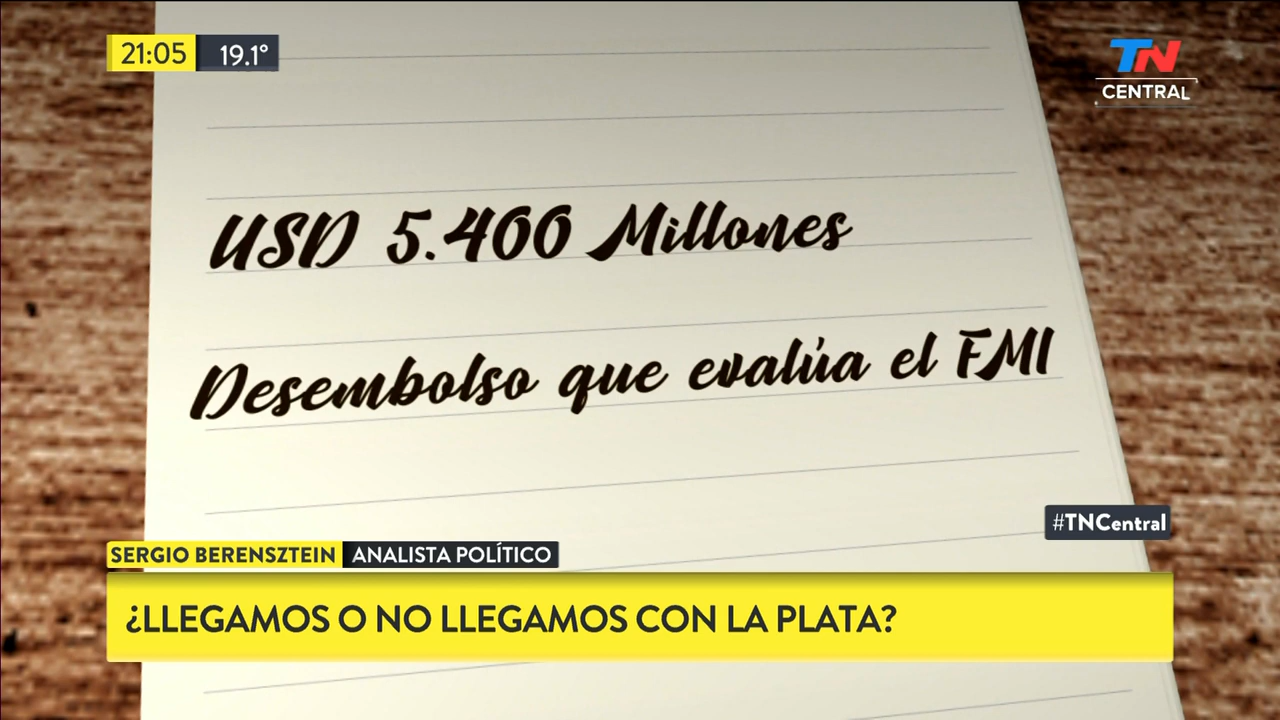 21:05 19.1°
TN
CENTRAL
USD 5.400 Millones
Desembolso que evalúa el FMI
#TNCentral
SERGIO BERENSZTEIN ANALISTA POLÍTICO
¿LLEGAMOS O NO LLEGAMOS CON LA PLATA?